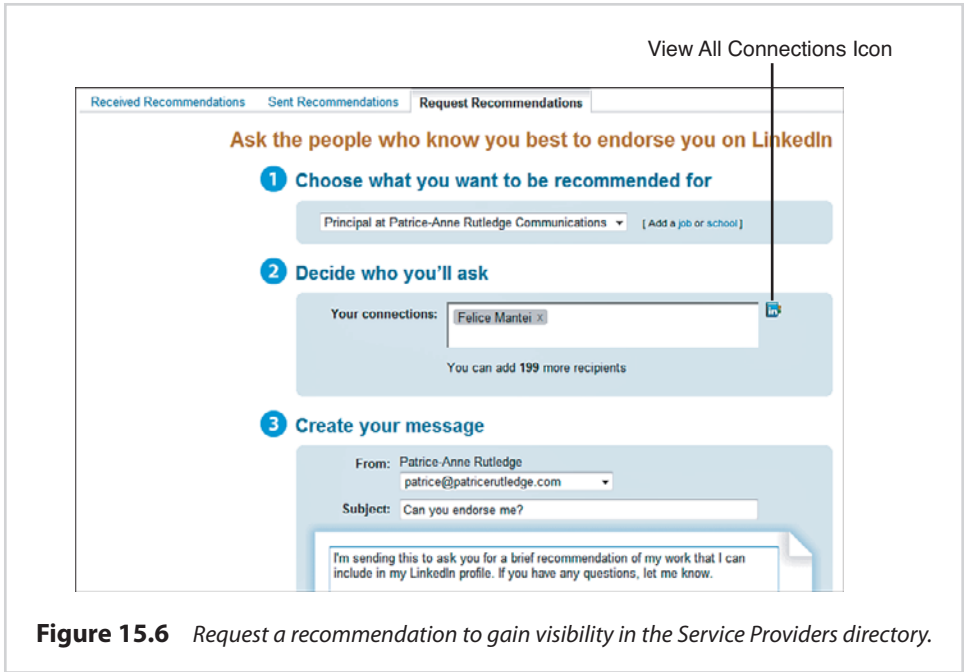 View All Connections Icon
Received Recommendations Sent Recommendations Request Recommendations
Ask the people who know you best to endorse you on LinkedIn
1 Choose what you want to be recommended for
Principal at Patrice-Anne Rutledge Communications [ Add a job or school ]
2 Decide who you'll ask
Your connections: Felice Mantei x
in
You can add 199 more recipients
3 Create your message
From: Patrice-Anne Rutledge
patrice@patricerutledge.com
Subject: Can you endorse me?
I'm sending this to ask you for a brief recommendation of my work that I can
include in my LinkedIn profile. If you have any questions, let me know.
Figure 15.6 Request a recommendation to gain visibility in the Service Providers directory.